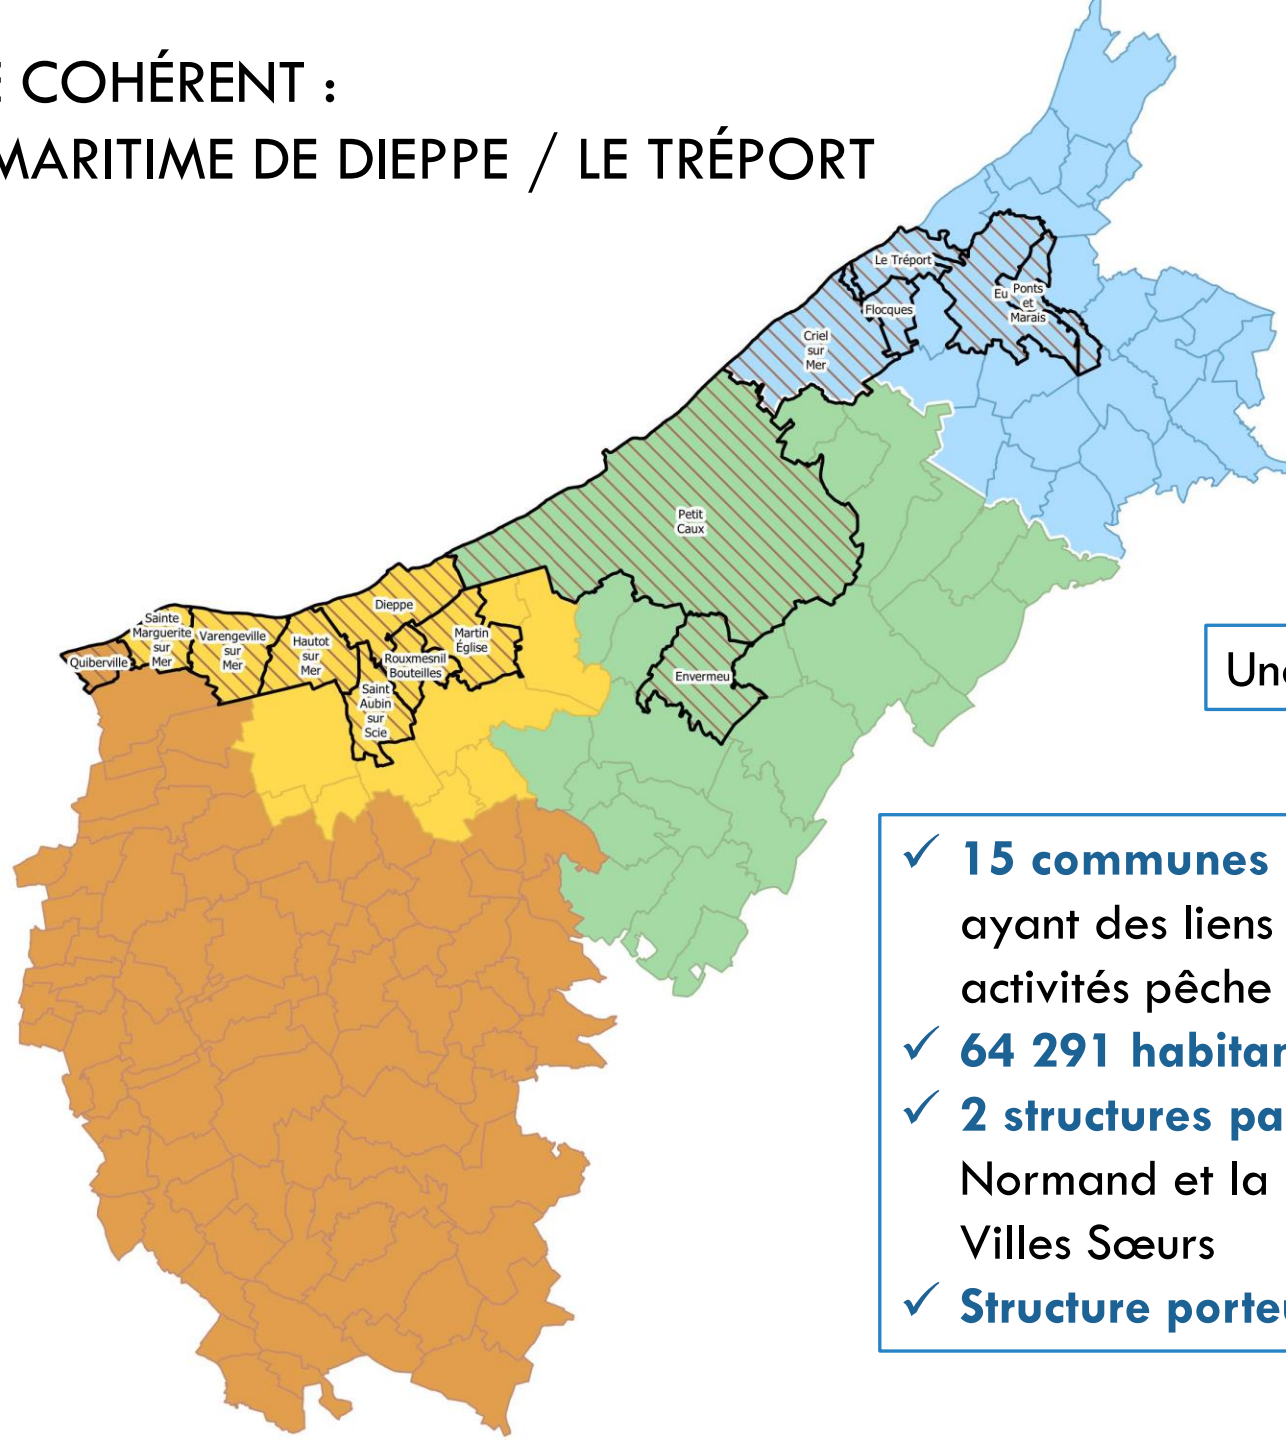 COHÉRENT :
MARITIME DE DIEPPE / LE TRÉPORT
Le Tréport
Eu
Ponts
et
Marais
Flocques
Criel
sur
Mer
Petit
Caux
Dieppe
Sainte
Marguerite
sur
Mer
Varengeville
sur
Mer
Hautot
sur
Mer
Martin
Église
Rouxmesnil
Bouteilles
Quiberville
Envermeu
Saint
Aubin
sur
Scie
Un
✓ 15 communes
ayant des liens
activités pêche
✓ 64 291 habitan
✓ 2 structures pa
Normand et la
Villes Sœurs
✓ Structure porte